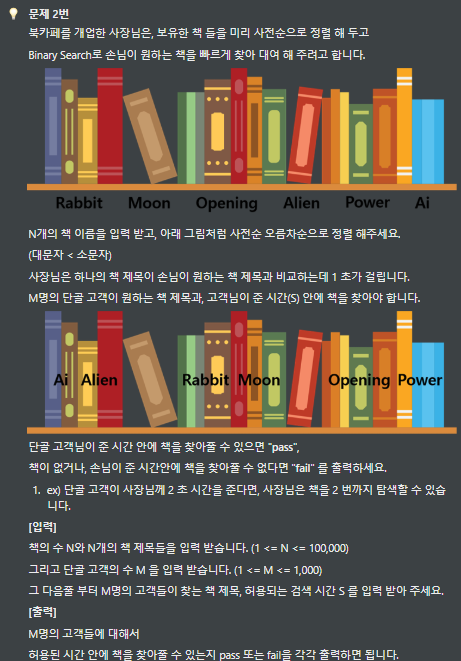 문제 2번
북카페를 개업한 사장님은, 보유한 책 들을 미리 사전순으로 정렬 해 두고
Binary Search로 손님이 원하는 책을 빠르게 찾아 대여 해 주려고 합니다.
Rabbit Moon Opening Alien Power Ai
N개의 책 이름을 입력 받고, 아래 그림처럼 사전순 오름차순으로 정렬 해주세요.
(대문자 < 소문자)
사장님은 하나의 책 제목이 손님이 원하는 책 제목과 비교하는데 1 초가 걸립니다.
M명의 단골 고객이 원하는 책 제목과, 고객님이 준 시간(S) 안에 책을 찾아야 합니다.
Ai Alien Rabbit Moon Opening Power
단골 고객님이 준 시간 안에 책을 찾아줄 수 있으면 "pass",
책이 없거나, 손님이 준 시간안에 책을 찾아줄 수 없다면 "fail" 를 출력하세요.
1. ex) 단골 고객이 사장님께 2 초 시간을 준다면, 사장님은 책을 2 번까지 탐색할 수 있습
니다.
[입력]
책의 수 N와 N개의 책 제목들을 입력 받습니다. (1 <= N <= 100,000)
그리고 단골 고객의 수 M 을 입력 받습니다. (1 <= M <= 1,000)
그 다음줄 부터 M명의 고객들이 찾는 책 제목, 허용되는 검색 시간 S 를 입력 받아 주세요.
[출력]
M명의 고객들에 대해서
허용된 시간 안에 책을 찾아줄 수 있는지 pass 또는 fail을 각각 출력하면 됩니다.